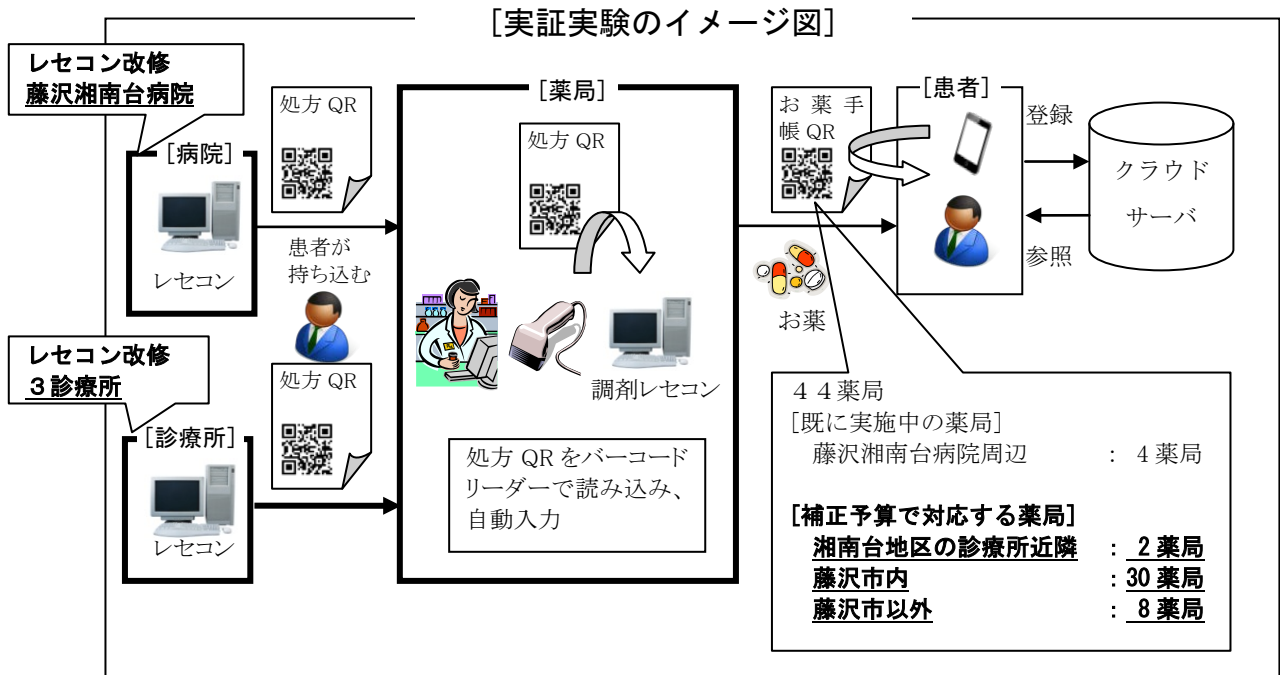 [実証実験のイメージ図]
レセコン改修
藤沢湘南台病院
[病院]
レセコン
処方 QR
患者が
持ち込む
レセコン改修
3診療所
[診療所]
レセコン
処方 QR
[薬局]
処方 QR
調剤レセコン
処方 QR をバーコード
リーダーで読み込み、
自動入力
お薬手
帳QR
お薬
[患者]
登録
参照
クラウド
サーバ
44薬局
[既に実施中の薬局]
藤沢湘南台病院周辺 : 4 薬局
[補正予算で対応する薬局]
湘南台地区の診療所近隣 : 2 薬局
藤沢市内 : 30 薬局
藤沢市以外 : 8 薬局